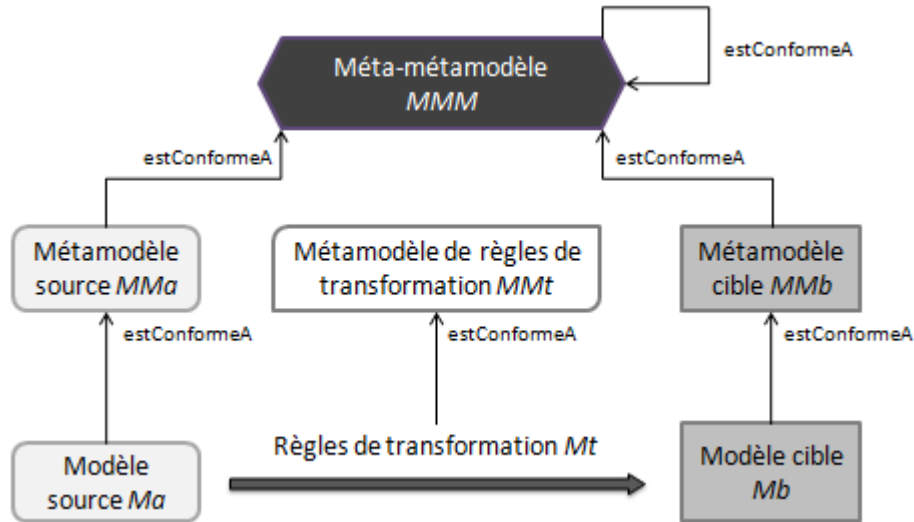 Méta-métamodèle
MMM
estConformeA
estConformeA
estConformeA
Métamodèle
source MMa
Métamodèle de règles de
transformation MMt
Métamodèle
cible MMb
estConformeA
estConformeA
estConformeA
Règles de transformation Mt
Modèle
source Ma
Modèle cible
Mb